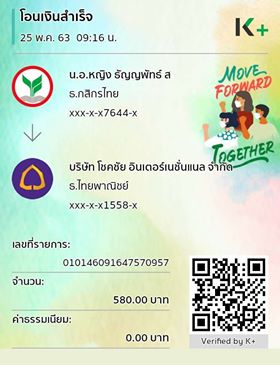 โอนเงินสำเร็จ
25 พ.ค. 63 09:16 น.
K+
น.อ.หญิง ธัญญพัทธ์ ส
ธ.กสิกรไทย
xxx-x-x7644-x
MOVE
FORWARD
TOGETHER
บริษัท โชคชัย อินเตอร์เนชั่นแนล จำกัด
ธ.ไทยพาณิชย์
xxx-x-x1558-x
เลขที่รายการ:
010146091647570957
จำนวน:
580.00 บาท
ค่าธรรมเนียม:
0.00 บาท
Verified by K+